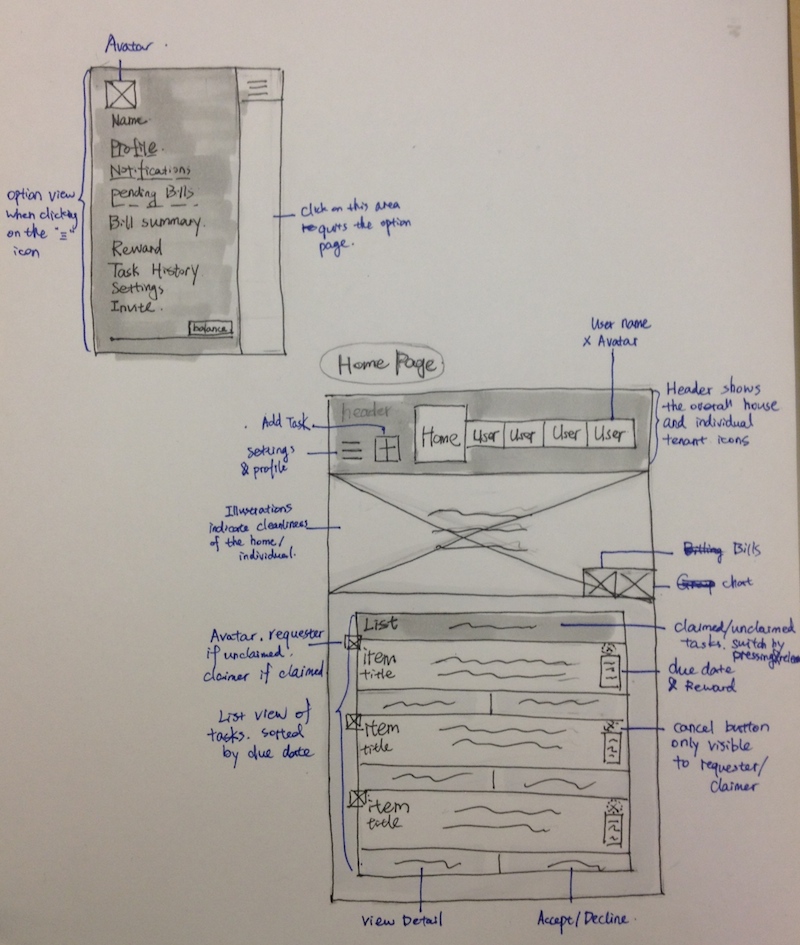 Avatar.
Name.
Profile.
Notifications
pending Bills
Bill summary.
Reward
Task History
Settings
Invite.
balance
option view
when clicking
on the "Ξ"
icon
click on this area
requits the option
page.
Home Page
User name
x Avatar
header
Home
User
User
User
User
. Add Task
settings
& profile
Header shows
the overall house
and individual
tenant icons
indicate cleanliness
of the home/
individual.
Billing Bills
Group chat
List
claimed/unclaimed
tasks. switch by
Avatar. requester
if unclaimed.
claimer if claimed
item
title
due date
& Reward
List view of
tasks. sorted
by due date
item
title
cancel button
only visible
to requester/
claimer
item
title
view Detail
Accept/Decline.